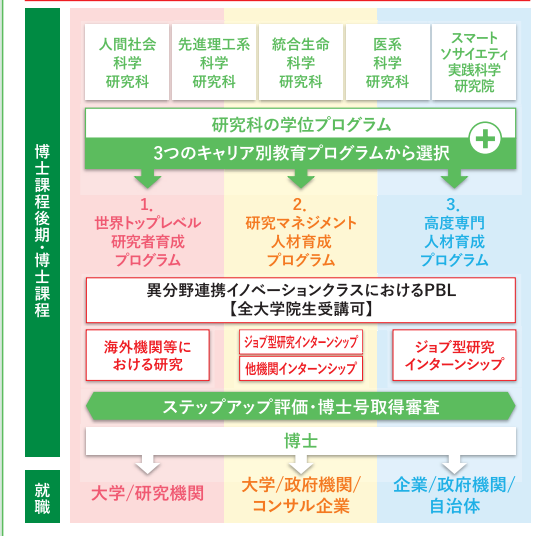 博士課程後期・博士課程
人間社会
科学
研究科
先進理工系
科学
研究科
統合生命
科学
研究科
医系
科学
研究科
スマート
ソサイエティ
実践科学
研究院
研究科の学位プログラム
3つのキャリア別教育プログラムから選択
1.
世界トップレベル
研究者育成
プログラム
2.
研究マネジメント
人材育成
プログラム
3.
高度専門
人材育成
プログラム
異分野連携イノベーションクラスにおけるPBL
【全大学院生受講可】
海外機関等に
おける研究
ジョブ型研究インターンシップ
他機関インターンシップ
ジョブ型研究
インターンシップ
ステップアップ評価・博士号取得審査
博士
就職
大学/研究機関
大学/政府機関/
コンサル企業
企業/政府機関/
自治体